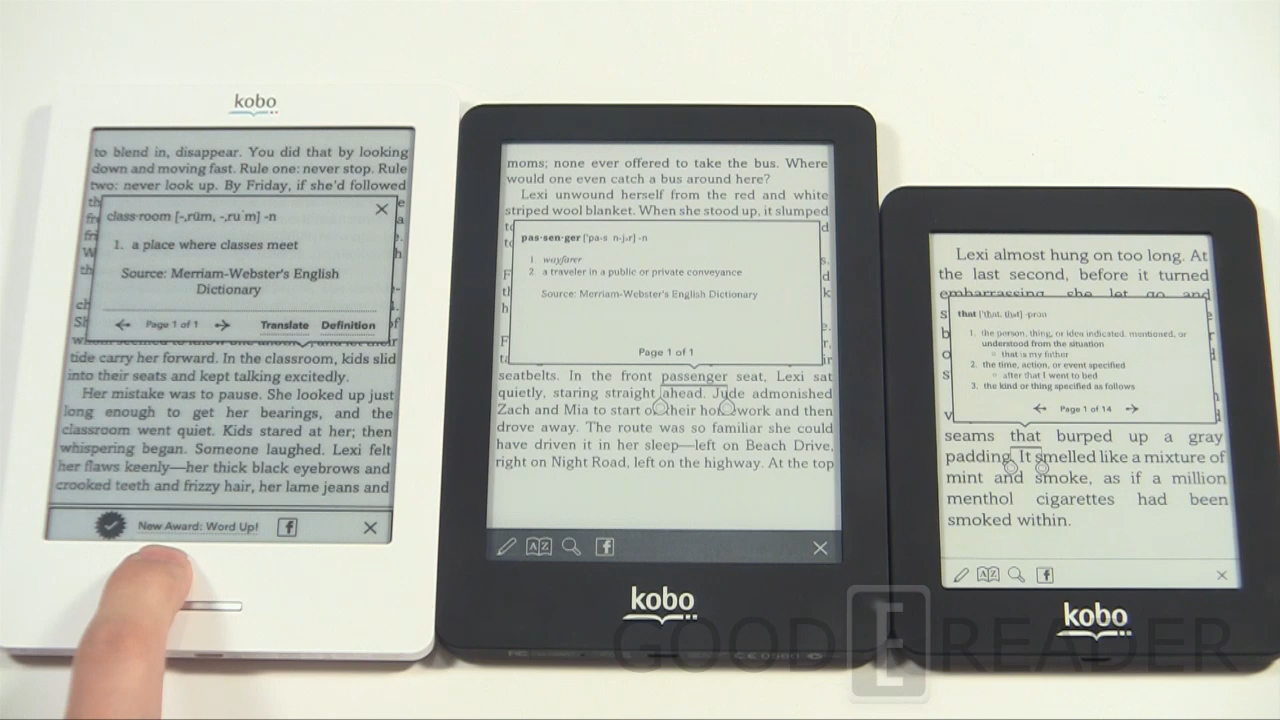 kobo
to blend in, disappear. You did that by looking
down and moving fast. Rule one: never stop. Rule
two: never look up. By Friday, if she'd followed
class·room [-,rüm, -,ru̇m] -n
1. a place where classes meet
Source: Merriam-Webster's English
Dictionary
Page 1 of 1 Translate Definition
tide carry her forward. In the classroom, kids slid
into their seats and kept talking excitedly.
Her mistake was to pause. She looked up just
long enough to get her bearings, and the
classroom went quiet. Kids stared at her; then
whispering began. Someone laughed. Lexi felt
her flaws keenly—her thick black eyebrows and
crooked teeth and frizzy hair, her lame jeans and
New Award: Word Up! f
moms; none ever offered to take the bus. Where
would one even catch a bus around here?
Lexi unwound herself from the red and white
striped wool blanket. When she stood up, it slumped
pas·sen·ger -n
1. wayfarer
2. a traveler in a public or private conveyance
Source: Merriam-Webster's English Dictionary
Page 1 of 1
seatbelts. In the front passenger seat, Lexi sat
quietly, staring straight ahead. Jude admonished
Zach and Mia to start on their homework and then
drove away. The route was so familiar she could
have driven it in her sleep—left on Beach Drive,
right on Night Road, left on the highway. At the top
AZ f
kobo
Lexi almost hung on too long. At
the last second, before it turned
embarrassing, she let go and
that ['that, thət] -pron
1. the person, thing, or idea indicated, mentioned, or
understood from the situation
that is my father
2. the time, action, or event specified
after that I went to bed
3. the kind or thing specified as follows
Page 1 of 14
seams that burped up a gray
padding. It smelled like a mixture of
mint and smoke, as if a million
menthol cigarettes had been
smoked within.
AZ f
kobo
GOOD E READER